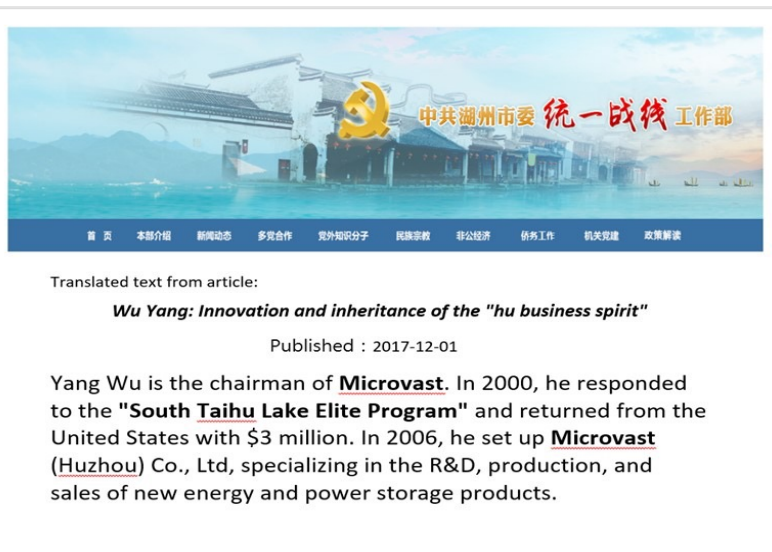 中共湖州市委统一战线工作部
首 页 本部介绍 新闻动态 多党合作 党外知识分子 民族宗教 非公经济 侨务工作 机关党建 政策解读
Translated text from article:
Wu Yang: Innovation and inheritance of the "hu business spirit"
Published：2017-12-01
Yang Wu is the chairman of Microvast. In 2000, he responded
to the "South Taihu Lake Elite Program" and returned from the
United States with $3 million. In 2006, he set up Microvast
(Huzhou) Co., Ltd, specializing in the R&D, production, and
sales of new energy and power storage products.